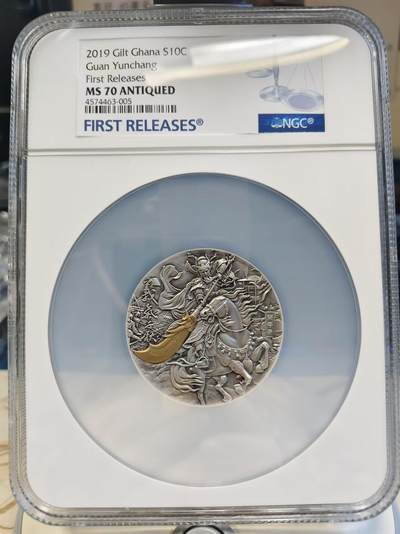 2019 Gilt Ghana S10C
Guan Yunchang
First Releases
MS 70 ANTIQUED
4574463-005
FIRST RELEASES®
NGC®